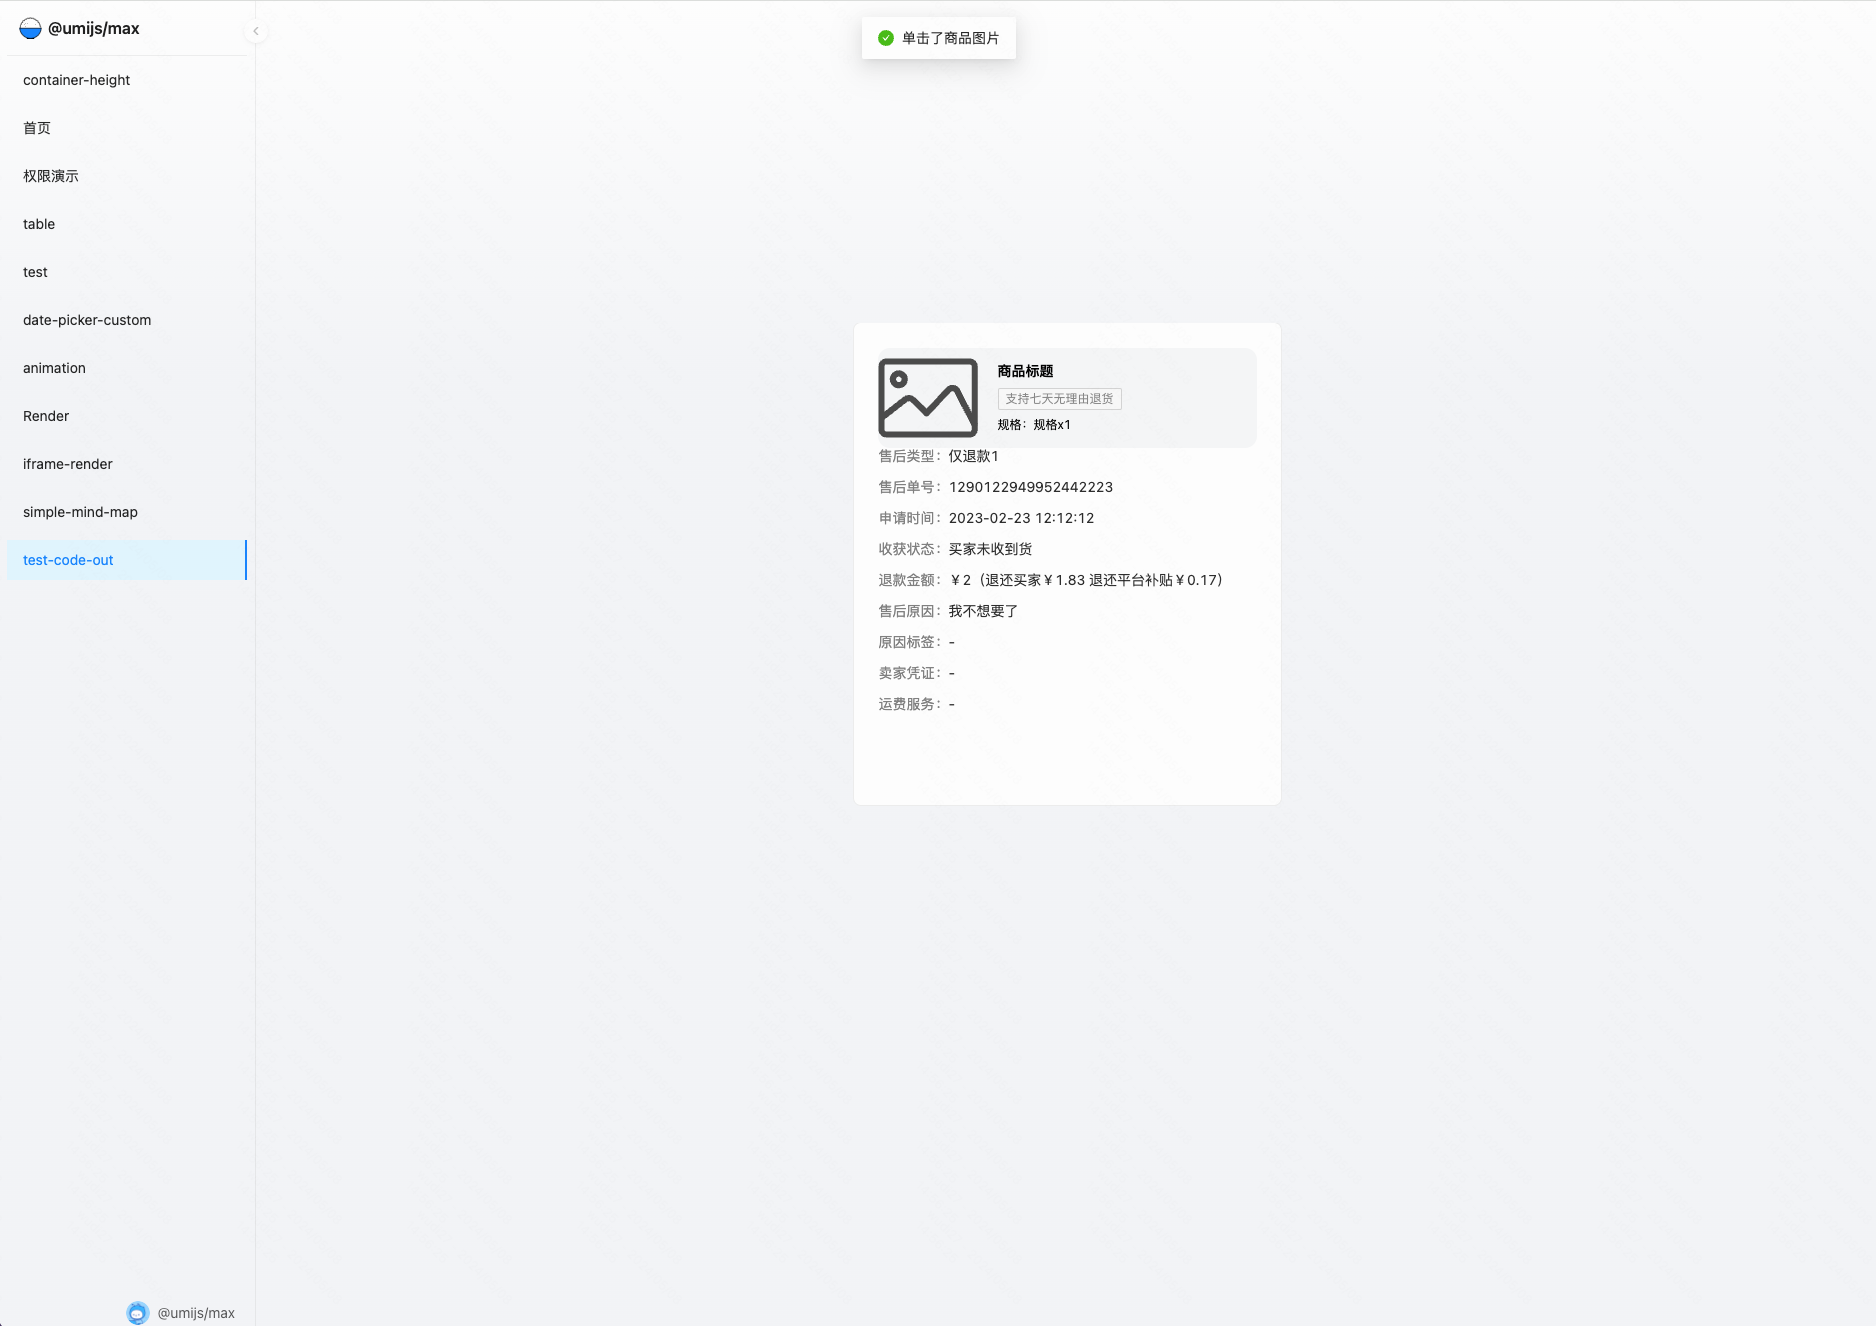 @umijs/max
container-height
首页
权限演示
table
test
date-picker-custom
animation
Render
iframe-render
simple-mind-map
test-code-out
@umijs/max
单击了商品图片
商品标题
支持七天无理由退货
规格：规格x1
售后类型：仅退款1
售后单号：1290122949952442223
申请时间：2023-02-23 12:12:12
收获状态：买家未收到货
退款金额：￥2（退还买家￥1.83 退还平台补贴￥0.17）
售后原因：我不想要了
原因标签：-
卖家凭证：-
运费服务：-